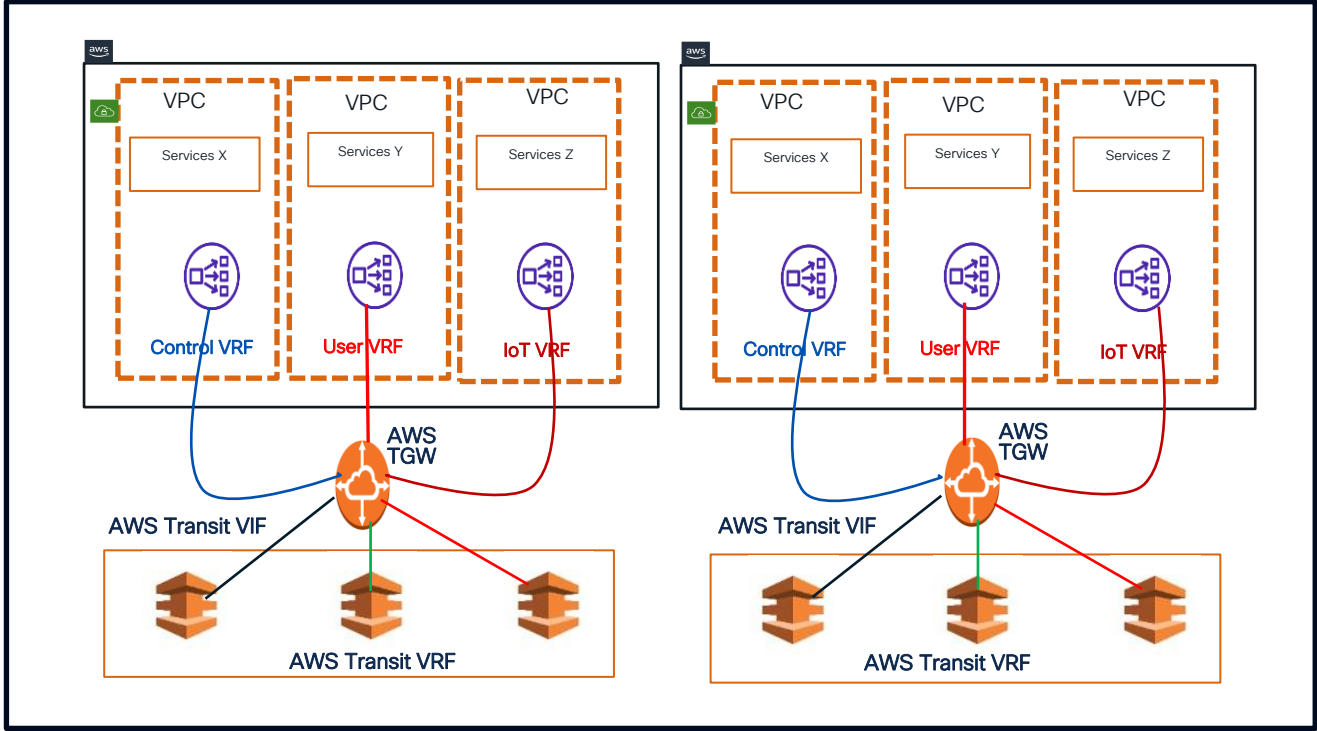 aws
VPC
VPC
VPC
Services X
Services Y
Services Z
Control VRF
User VRF
IoT VRF
AWS
TGW
AWS Transit VIF
AWS Transit VRF
aws
VPC
VPC
VPC
Services X
Services Y
Services Z
Control VRF
User VRF
IoT VRF
AWS
TGW
AWS Transit VIF
AWS Transit VRF